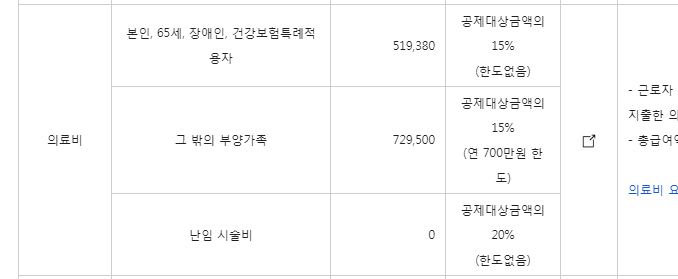 본인, 65세, 장애인, 건강보험특례적
용자
519,380
공제대상금액의
15%
(한도없음)
의료비
그 밖의 부양가족
729,500
공제대상금액의
15%
(연 700만원 한
도)
- 근로자
지출한 의
- 총급여
의료비 요
난임 시술비
0
공제대상금액의
20%
(한도없음)